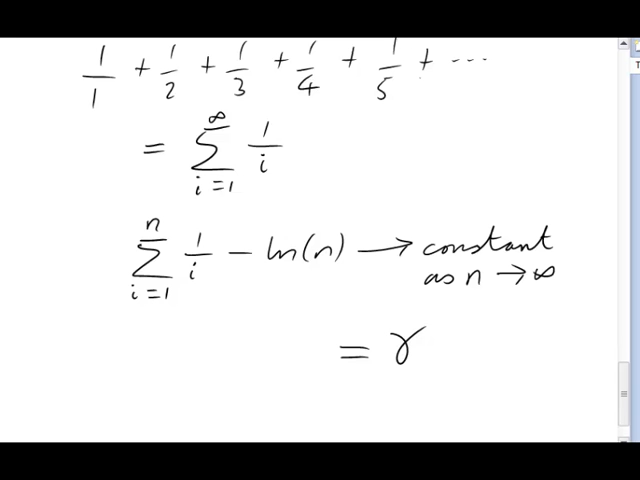 1/1 + 1/2 + 1/3 + 1/4 + 1/5 + ...
= ∑_{i=1}^{∞} 1/i
∑_{i=1}^{n} 1/i − ln(n) → constant
as n → ∞
= γ